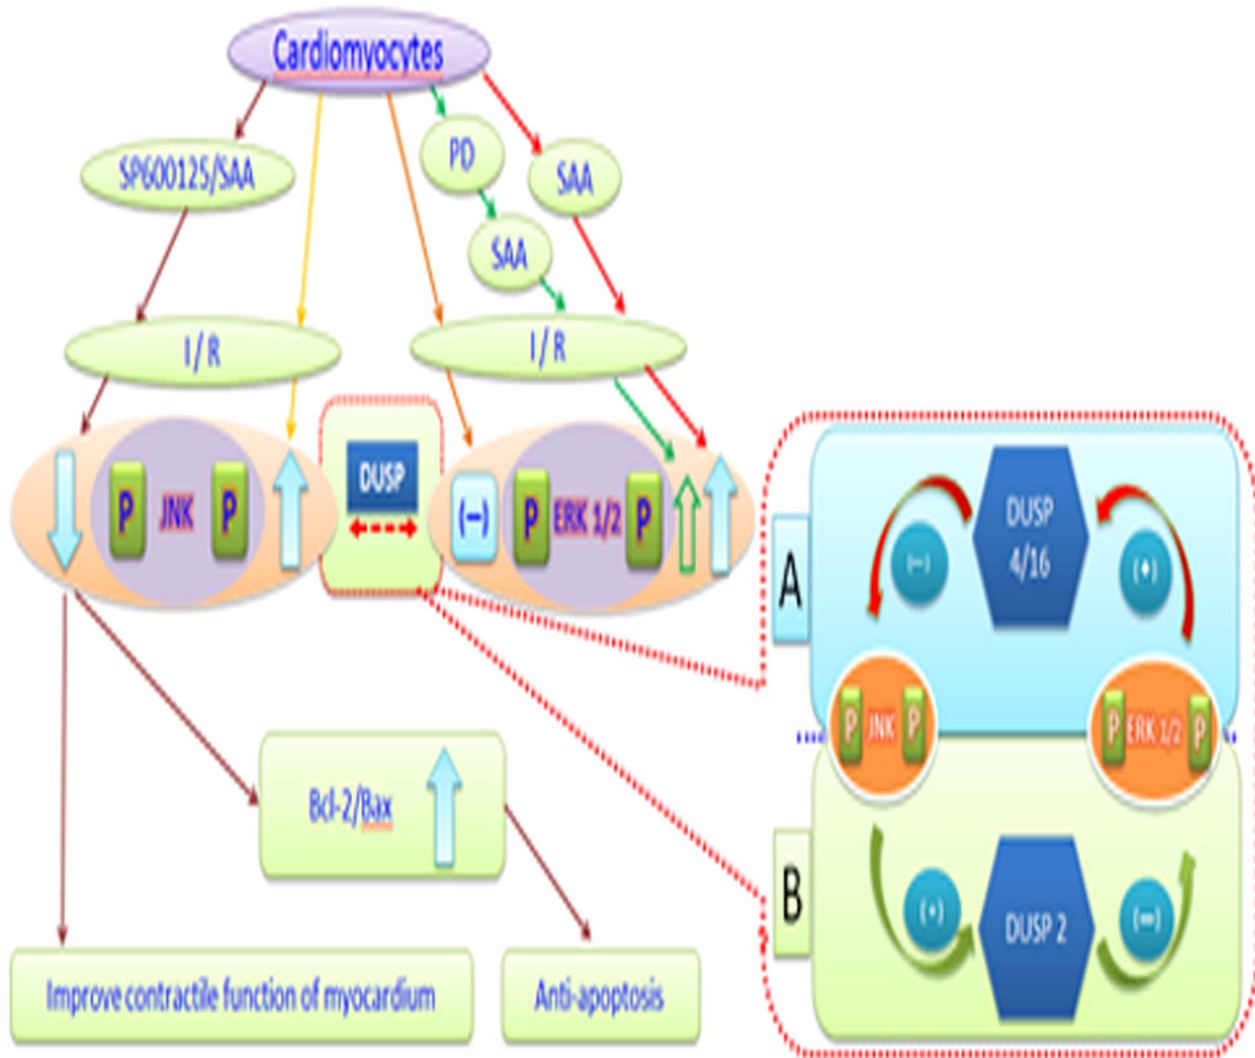 Cardiomyocytes
SP600125/SAA
PD
SAA
SAA
I / R
I / R
DUSP
P JNK P
(−) P ERK 1/2 P
A
DUSP
4/16
(−)
(+)
P JNK P
P ERK 1/2 P
B
(+)
DUSP 2
(−)
Bcl-2/Bax
Improve contractile function of myocardium
Anti-apoptosis